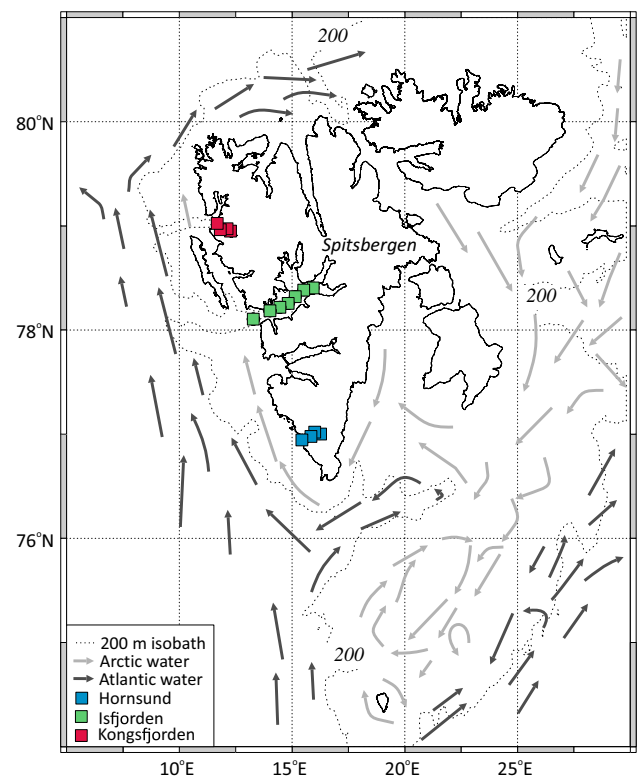 200
80°N
Spitsbergen
200
78°N
76°N
200
200 m isobath
Arctic water
Atlantic water
Hornsund
Isfjorden
Kongsfjorden
10°E
15°E
20°E
25°E